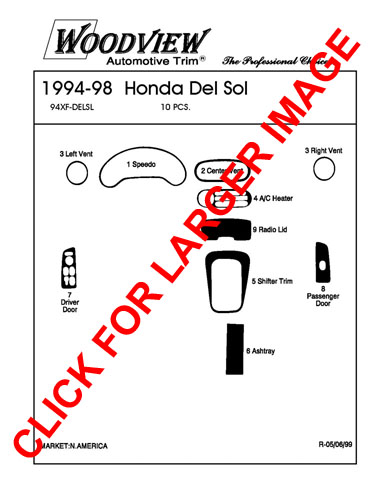 WOODVIEW
Automotive Trim®
The Professional Choice
1994-98 Honda Del Sol
94XF-DELSL
10 PCS.
3 Left Vent
1 Speedo
2 Center Vent
3 Right Vent
4 A/C Heater
9 Radio Lid
5 Shifter Trim
7
Driver
Door
8
Passenger
Door
6 Ashtray
MARKET:N.AMERICA
R-05/06/99
CLICK FOR LARGER IMAGE